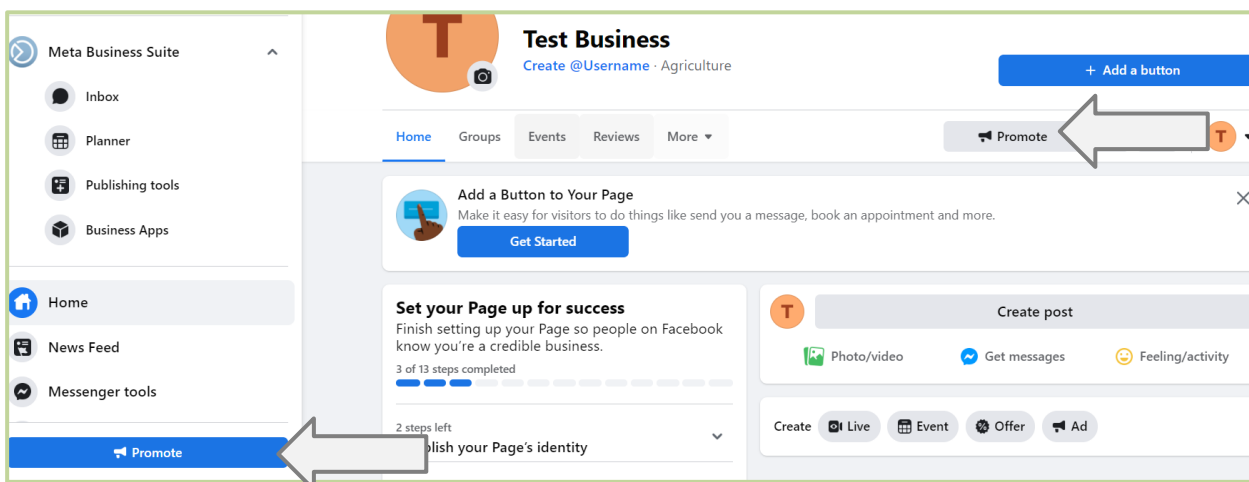 Meta Business Suite
Inbox
Planner
Publishing tools
Business Apps
Home
News Feed
Messenger tools
Promote
T
Test Business
Create @Username · Agriculture
+ Add a button
Home Groups Events Reviews More
Promote
T
Add a Button to Your Page
Make it easy for visitors to do things like send you a message, book an appointment and more.
Get Started
Set your Page up for success
Finish setting up your Page so people on Facebook
know you're a credible business.
3 of 13 steps completed
2 steps left
your Page's identity
T
Create post
Photo/video Get messages Feeling/activity
Create Live Event Offer Ad